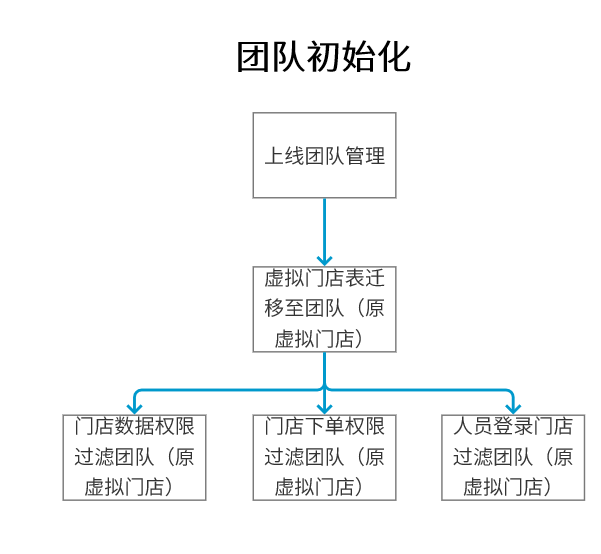 团队初始化
上线团队管理
虚拟门店表迁
移至团队（原
虚拟门店）
门店数据权限
过滤团队（原
虚拟门店）
门店下单权限
过滤团队（原
虚拟门店）
人员登录门店
过滤团队（原
虚拟门店）